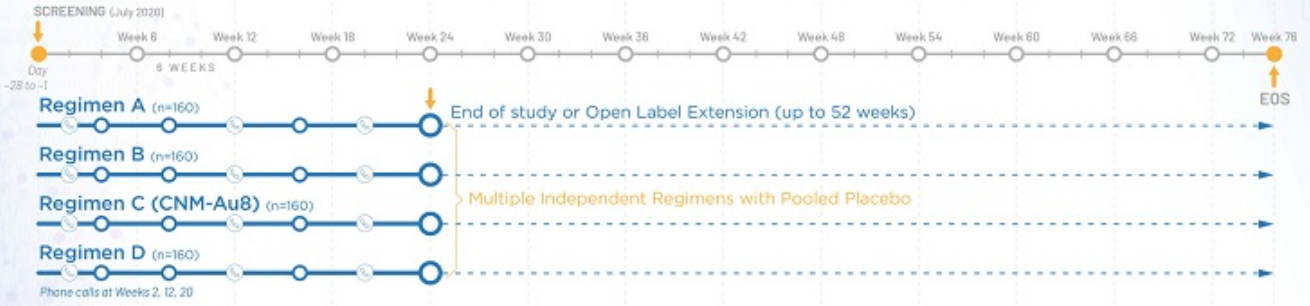 SCREENING (July 2020)
Week 6 Week 12 Week 18 Week 24 Week 30 Week 36 Week 42 Week 48 Week 54 Week 60 Week 66 Week 72 Week 76
Day
-28 to -1
6 WEEKS
EOS
Regimen A (n=160)
End of study or Open Label Extension (up to 52 weeks)
Regimen B (n=160)
Multiple Independent Regimens with Pooled Placebo
Regimen C (CNM-Au8) (n=160)
Regimen D (n=160)
Phone calls at Weeks 2, 12, 20